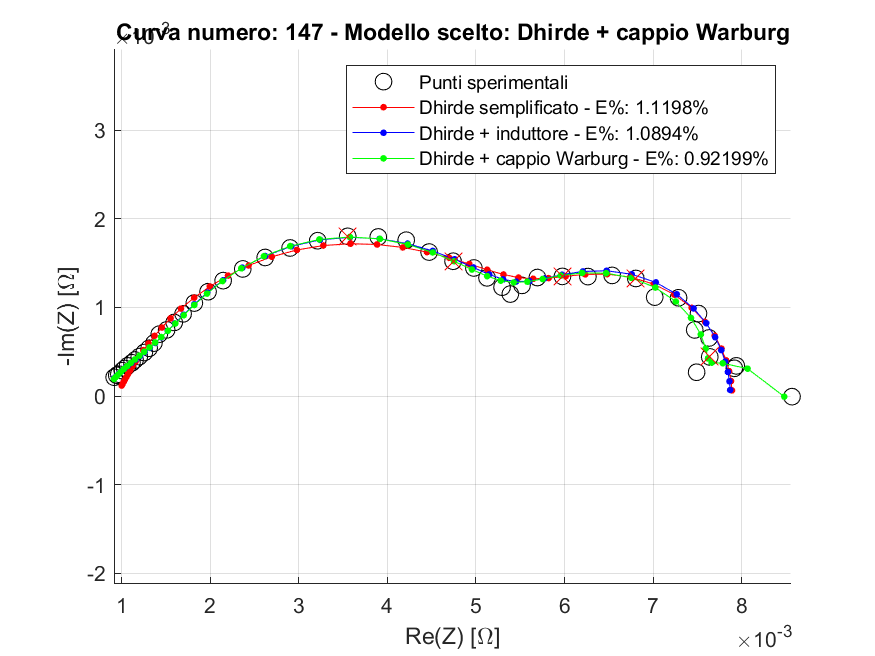 Curva numero: 147 - Modello scelto: Dhirde + cappio Warburg
×10-3
Punti sperimentali
Dhirde semplificato - E%: 1.1198%
Dhirde + induttore - E%: 1.0894%
Dhirde + cappio Warburg - E%: 0.92199%
3
2
1
0
-1
-2
-Im(Z) [Ω]
1 2 3 4 5 6 7 8
Re(Z) [Ω]
×10-3